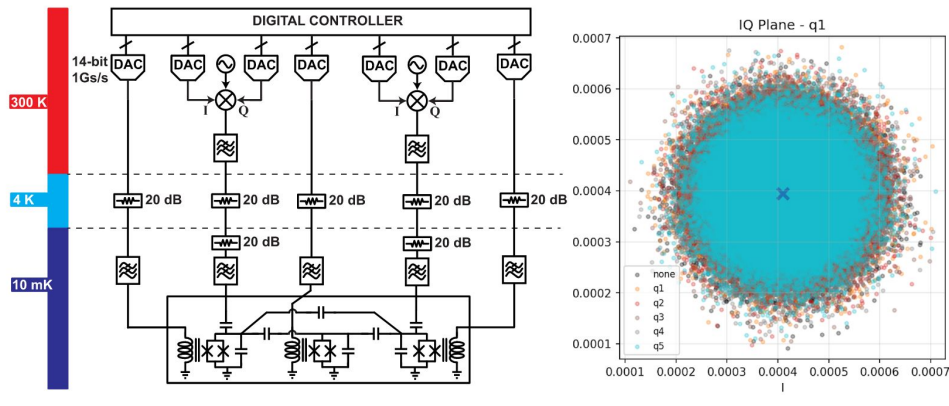 DIGITAL CONTROLLER
14-bit
1Gs/s
DAC
DAC
DAC
DAC
DAC
DAC
DAC
I
Q
I
Q
300 K
4 K
20 dB
20 dB
20 dB
20 dB
20 dB
20 dB
10 mK
IQ Plane - q1
0.0007
0.0006
0.0005
0.0004
0.0003
0.0002
0.0001
none
q1
q2
q3
q4
q5
0.0001 0.0002 0.0003 0.0004 0.0005 0.0006 0.0007
I